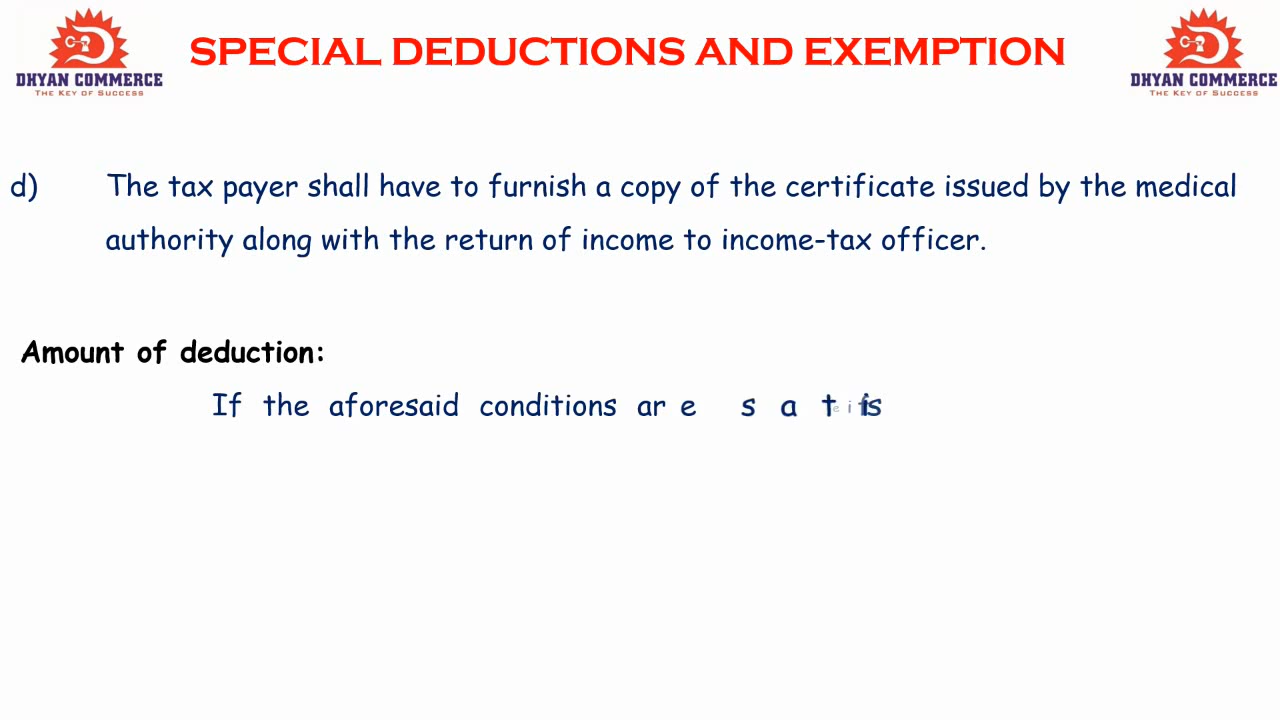 DHYAN COMMERCE
THE KEY OF SUCCESS
SPECIAL DEDUCTIONS AND EXEMPTION
DHYAN COMMERCE
THE KEY OF SUCCESS
d) The tax payer shall have to furnish a copy of the certificate issued by the medical
authority along with the return of income to income-tax officer.
Amount of deduction:
If the aforesaid conditions are